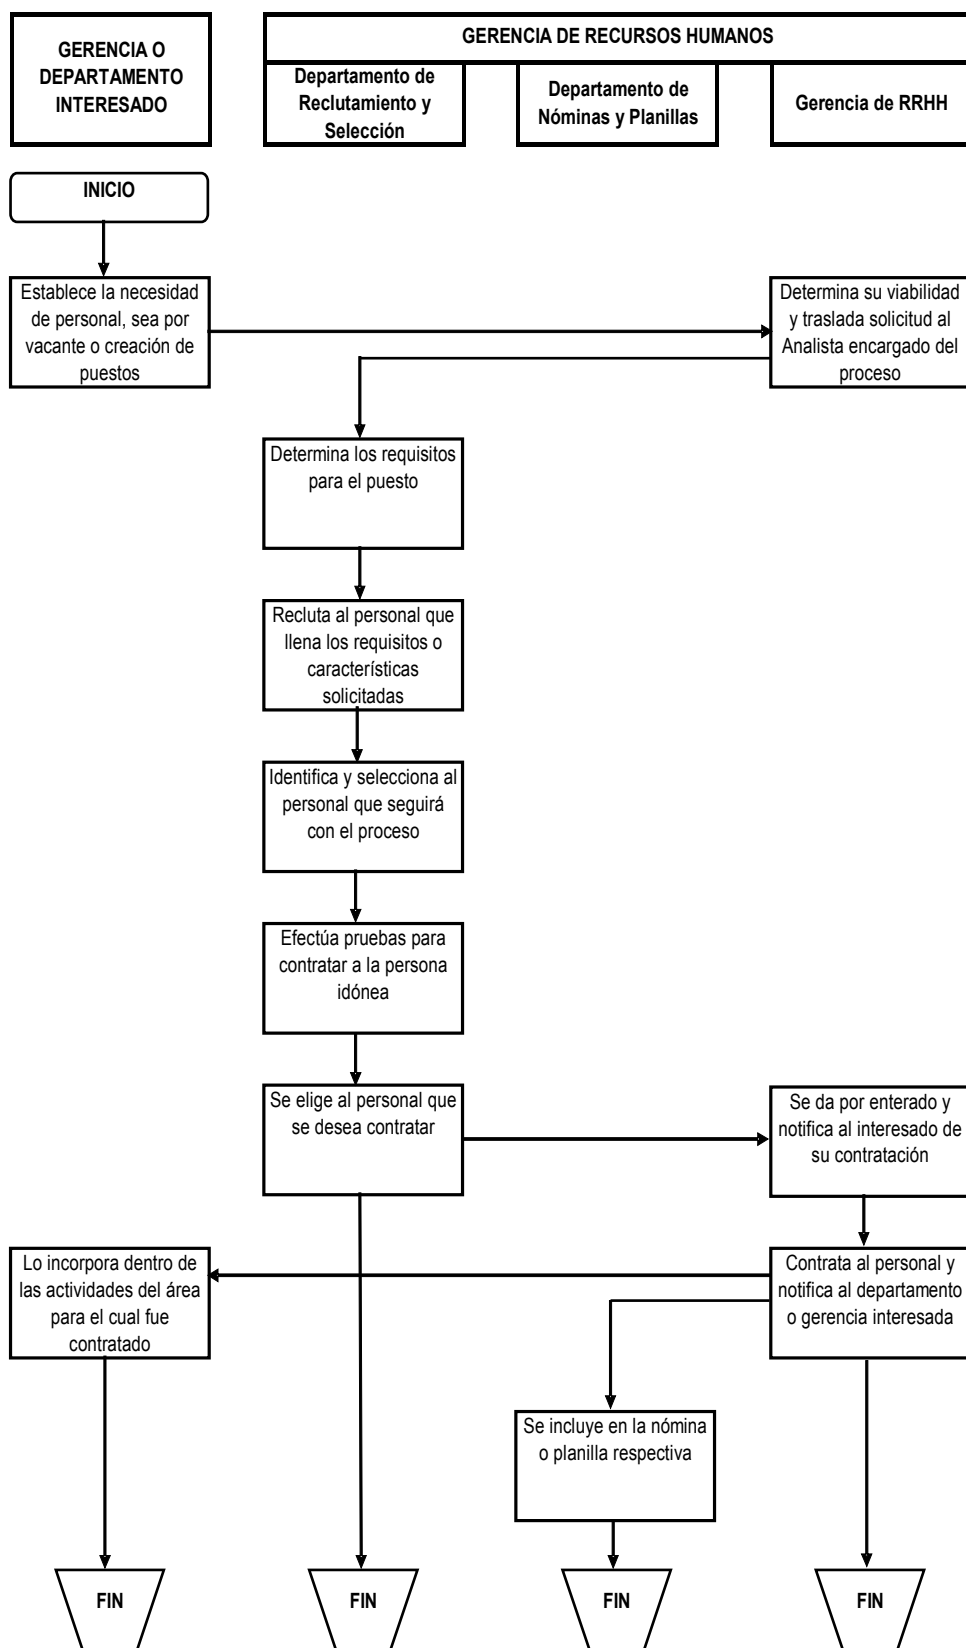 GERENCIA O
DEPARTAMENTO
INTERESADO
GERENCIA DE RECURSOS HUMANOS
Departamento de
Reclutamiento y
Selección
Departamento de
Nóminas y Planillas
Gerencia de RRHH
INICIO
Establece la necesidad
de personal, sea por
vacante o creación de
puestos
Determina su viabilidad
y traslada solicitud al
Analista encargado del
proceso
Determina los requisitos
para el puesto
Recluta al personal que
llena los requisitos o
características
solicitadas
Identifica y selecciona al
personal que seguirá
con el proceso
Efectúa pruebas para
contratar a la persona
idónea
Se elige al personal que
se desea contratar
Se da por enterado y
notifica al interesado de
su contratación
Lo incorpora dentro de
las actividades del área
para el cual fue
contratado
Contrata al personal y
notifica al departamento
o gerencia interesada
Se incluye en la nómina
o planilla respectiva
FIN
FIN
FIN
FIN